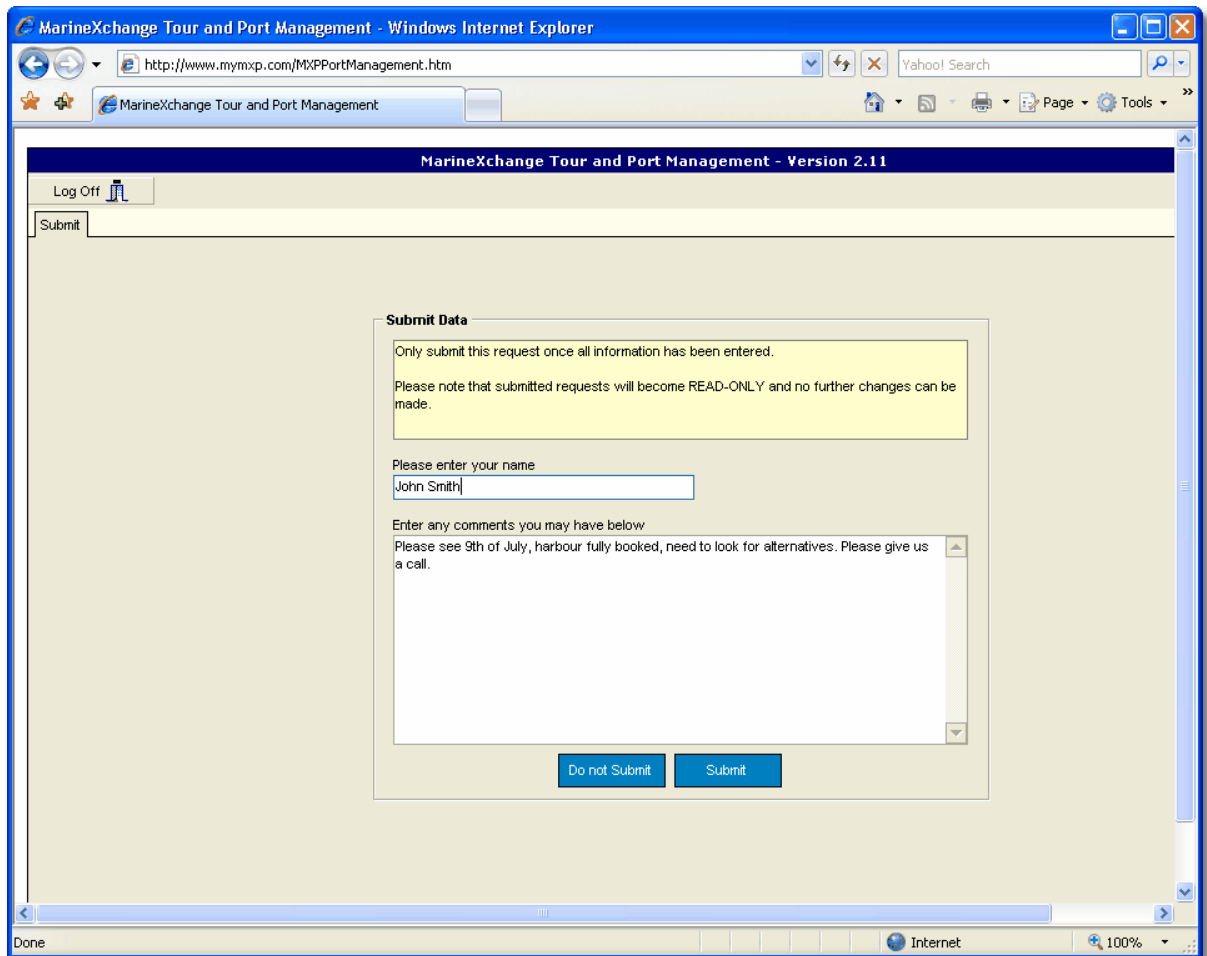 MarineXchange Tour and Port Management - Windows Internet Explorer
http://www.mymxp.com/MXPPortManagement.htm
Yahoo! Search
MarineXchange Tour and Port Management
Page
Tools
»
MarineXchange Tour and Port Management - Version 2.11
Log Off
Submit
Submit Data
Only submit this request once all information has been entered.
Please note that submitted requests will become READ-ONLY and no further changes can be
made.
Please enter your name
John Smith
Enter any comments you may have below
Please see 9th of July, harbour fully booked, need to look for alternatives. Please give us
a call.
Do not Submit
Submit
Done
Internet
100%